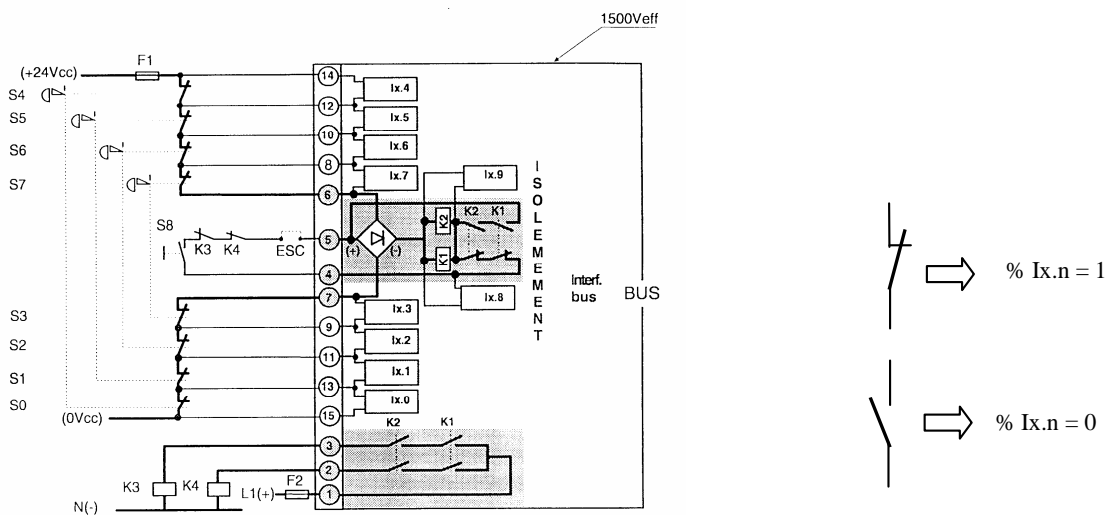 1500Veff
F1
(+24Vcc)
S4
S5
S6
S7
S8
K3 K4 ESC
S3
S2
S1
S0
(0Vcc)
K3 K4 L1(+) F2
N(-)
14
12
10
8
6
5
4
7
9
11
13
15
3
2
1
Ix.4
Ix.5
Ix.6
Ix.7
Ix.9
K2 K1
K2
K1
(+) (-)
Ix.8
Ix.3
Ix.2
Ix.1
Ix.0
K2 K1
ISOLEMENT
Interf.
bus
BUS
% Ix.n = 1
% Ix.n = 0